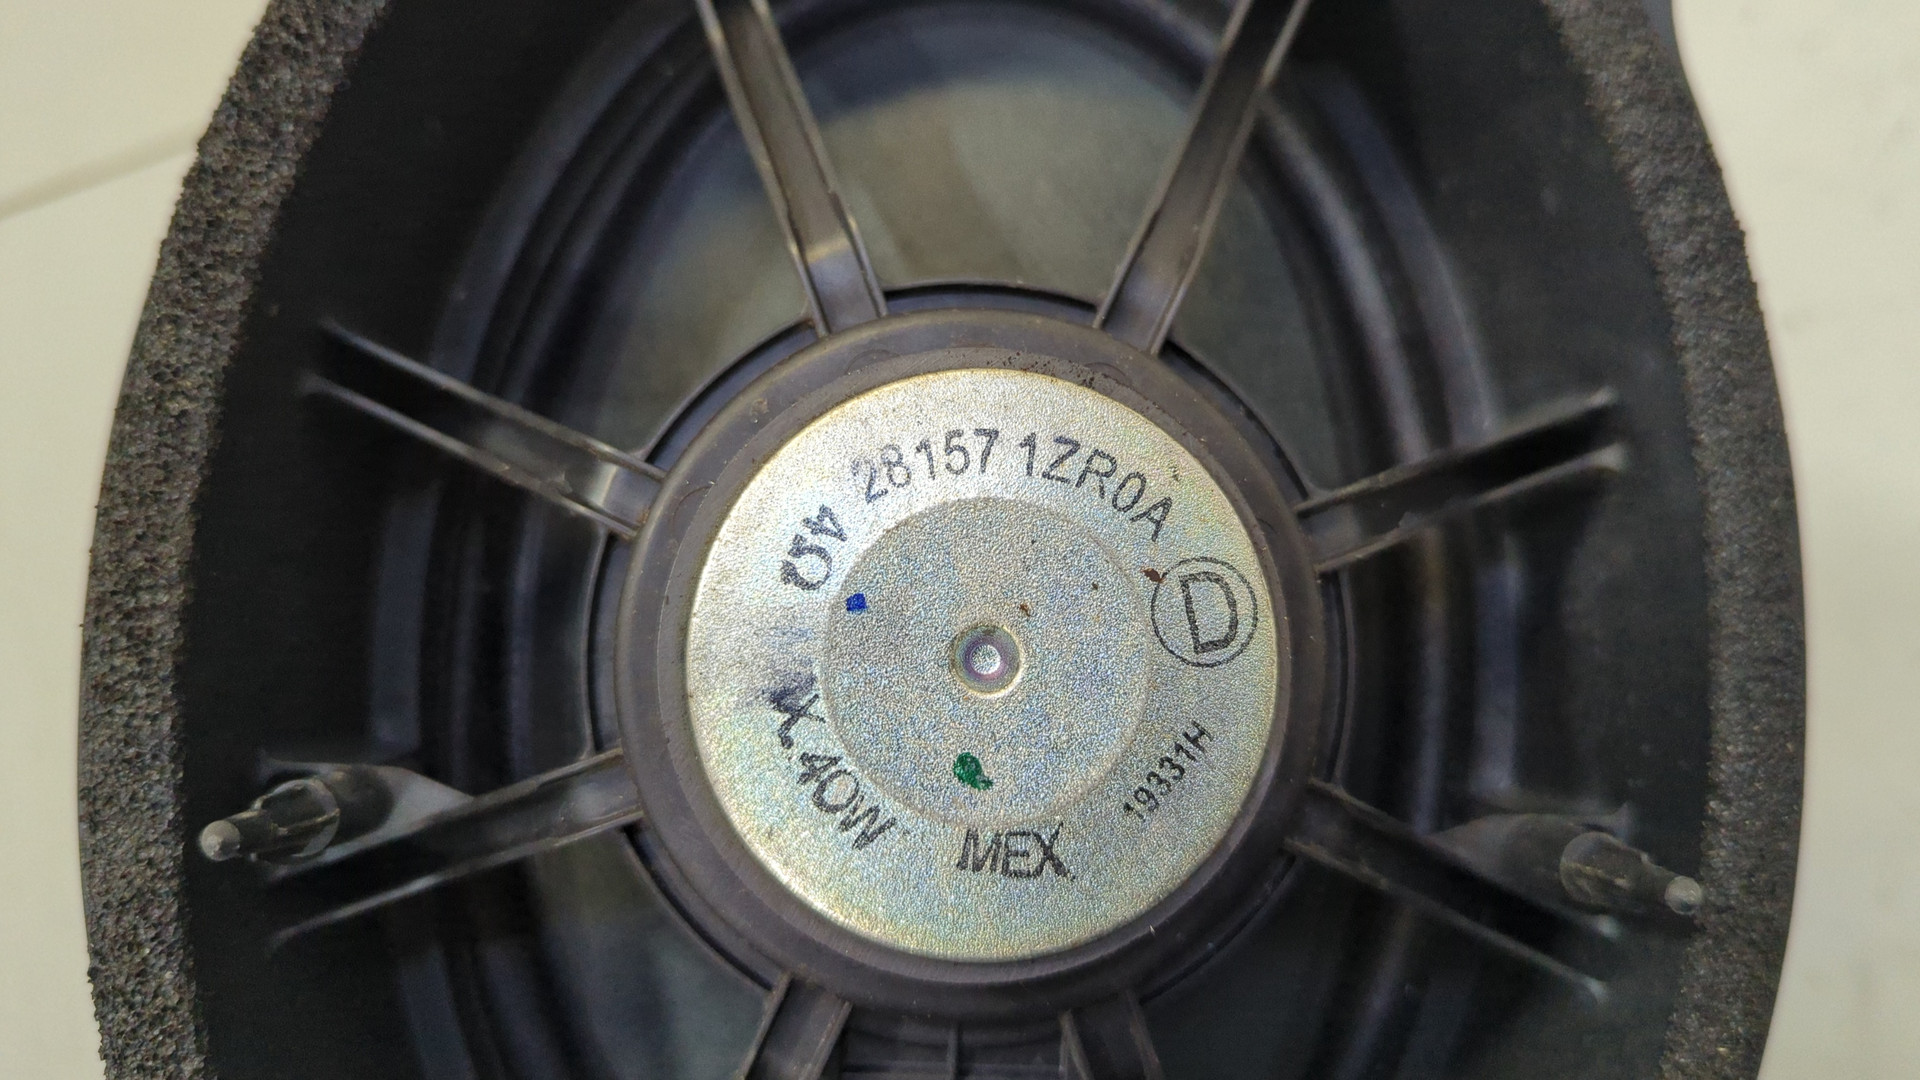 28157 1ZR0A
D
19331H
MEX
X. 40W
4Ω